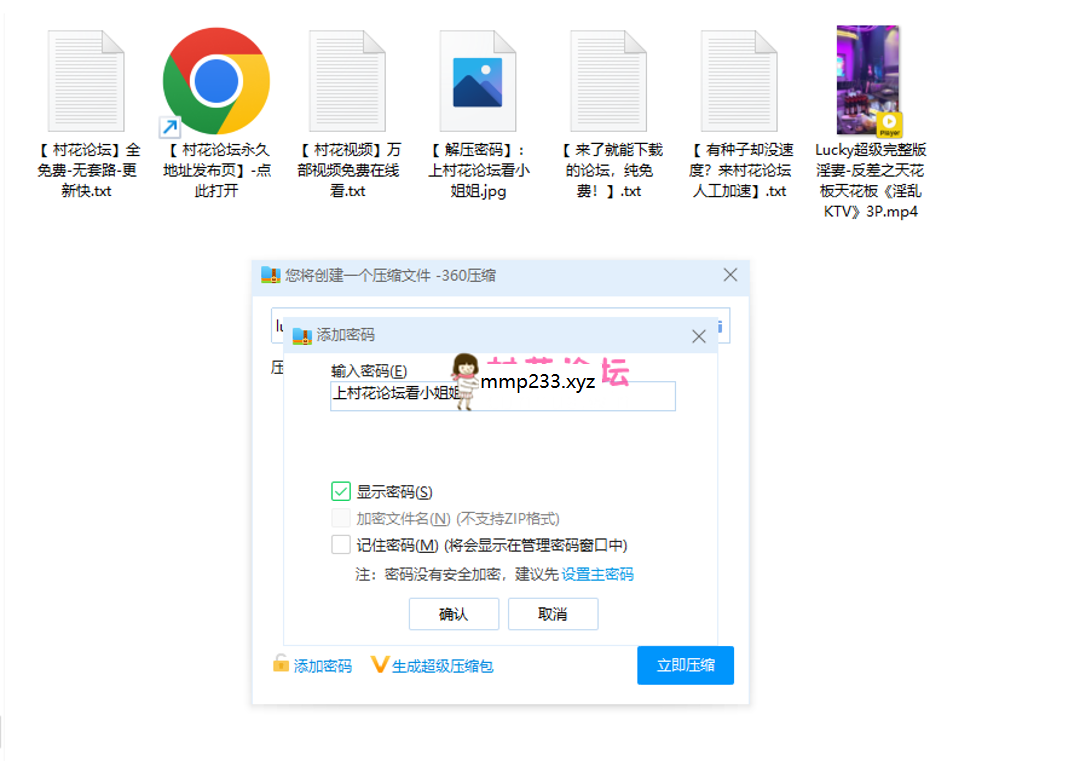 【 村花论坛】全
免费-无套路-更
新快.txt
【 村花论坛永久
地址发布页】-点
此打开
【 村花视频】万
部视频免费在线
看.txt
【 解压密码】:
上村花论坛看小
姐姐.jpg
【 来了就能下载
的论坛，纯免
费！】.txt
【 有种子却没速
度？来村花论坛
人工加速】.txt
Player
Lucky超级完整版
淫妻-反差之天花
板天花板《淫乱
KTV》3P.mp4
您将创建一个压缩文件 -360压缩
添加密码
输入密码(E)
mmp233.xyz
上村花论坛看小姐姐
显示密码(S)
加密文件名(N) (不支持ZIP格式)
记住密码(M) (将会显示在管理密码窗口中)
注：密码没有安全加密，建议先 设置主密码
确认
取消
添加密码
生成超级压缩包
立即压缩